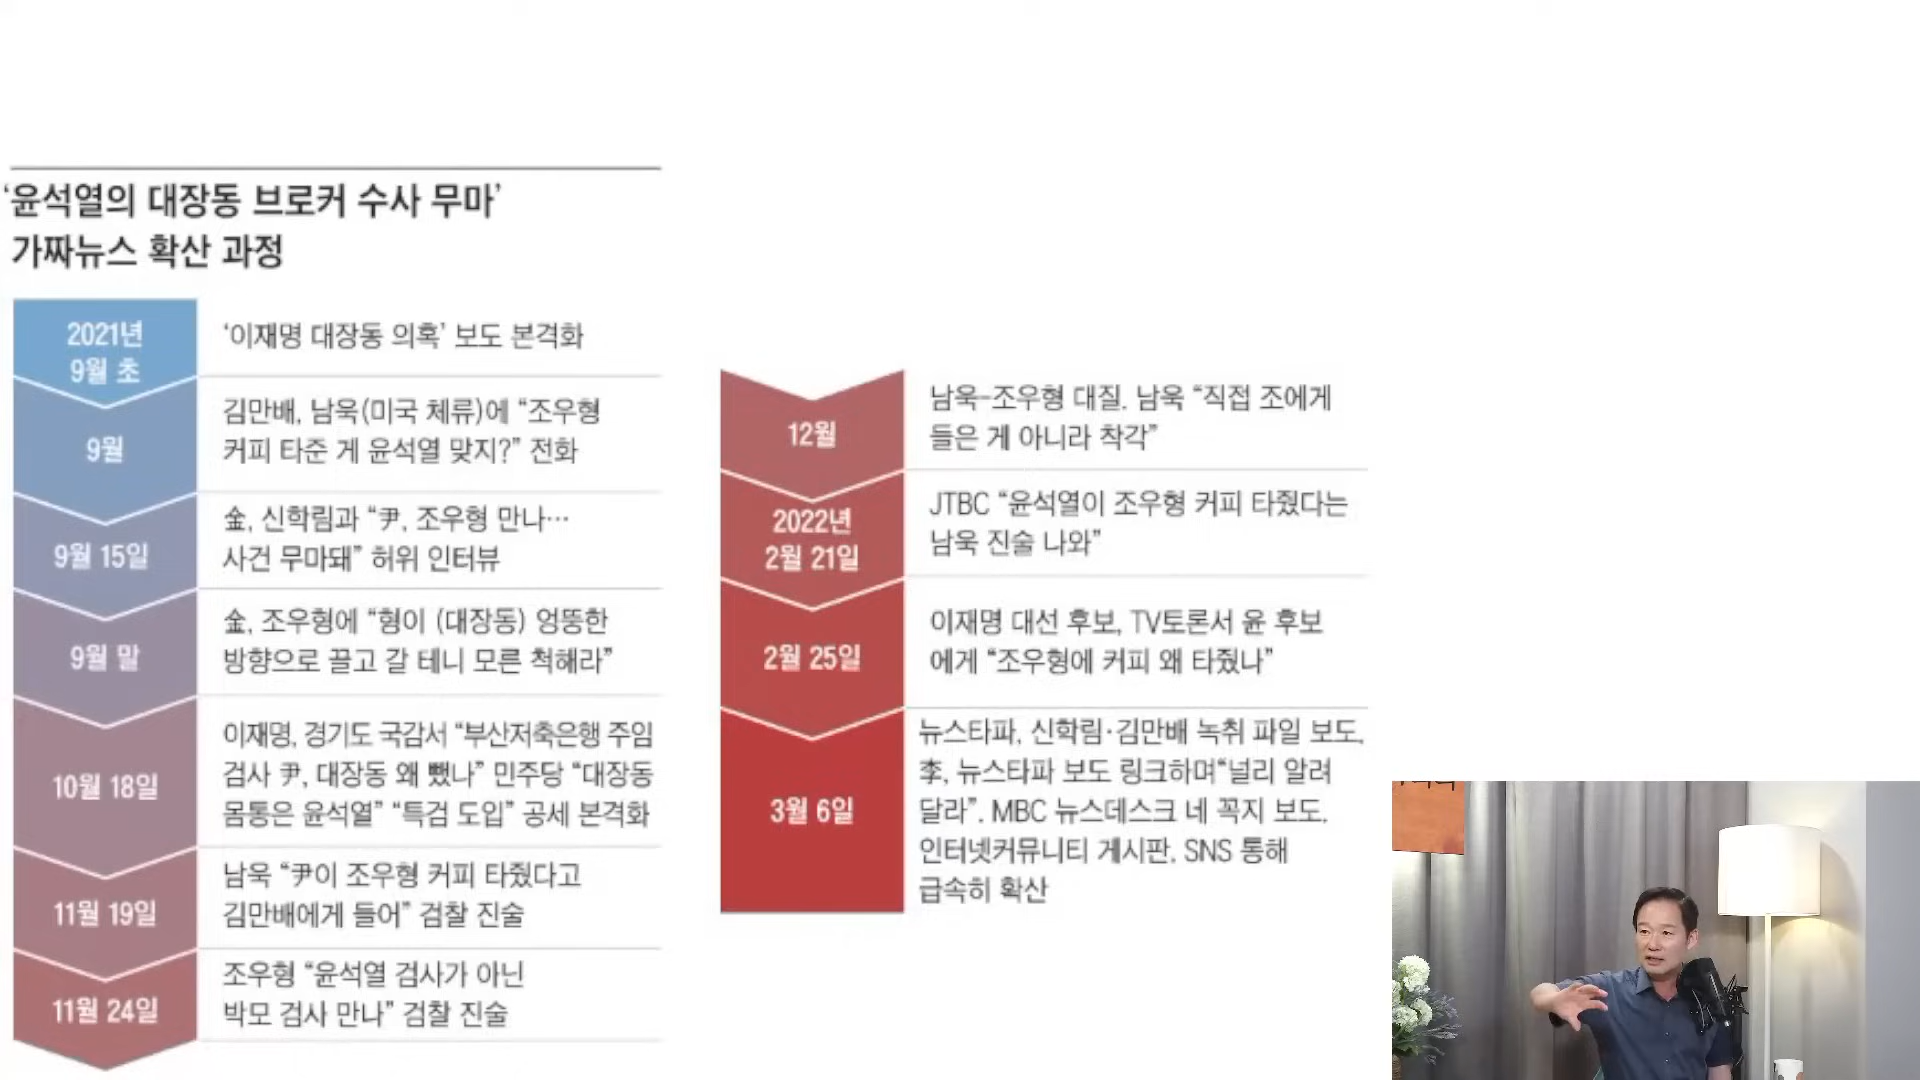 ‘윤석열의 대장동 브로커 수사 무마’
가짜뉴스 확산 과정
2021년
9월 초
‘이재명 대장동 의혹’ 보도 본격화
9월
김만배, 남욱(미국 체류)에 “조우형
커피 타준 게 윤석열 맞지?” 전화
9월 15일
金, 신학림과 “尹, 조우형 만나…
사건 무마돼” 허위 인터뷰
9월 말
金, 조우형에 “형이 (대장동) 엉뚱한
방향으로 끌고 갈 테니 모른 척해라”
10월 18일
이재명, 경기도 국감서 “부산저축은행 주임
검사 尹, 대장동 왜 뺐나” 민주당 “대장동
몸통은 윤석열” “특검 도입” 공세 본격화
11월 19일
남욱 “尹이 조우형 커피 타줬다고
김만배에게 들어” 검찰 진술
11월 24일
조우형 “윤석열 검사가 아닌
박모 검사 만나” 검찰 진술
12월
남욱-조우형 대질. 남욱 “직접 조에게
들은 게 아니라 착각”
2022년
2월 21일
JTBC “윤석열이 조우형 커피 타줬다는
남욱 진술 나와”
2월 25일
이재명 대선 후보, TV토론서 윤 후보
에게 “조우형에 커피 왜 타줬나”
3월 6일
뉴스타파, 신학림·김만배 녹취 파일 보도,
李, 뉴스타파 보도 링크하며“널리 알려
달라”. MBC 뉴스데스크 네 꼭지 보도.
인터넷커뮤니티 게시판, SNS 통해
급속히 확산